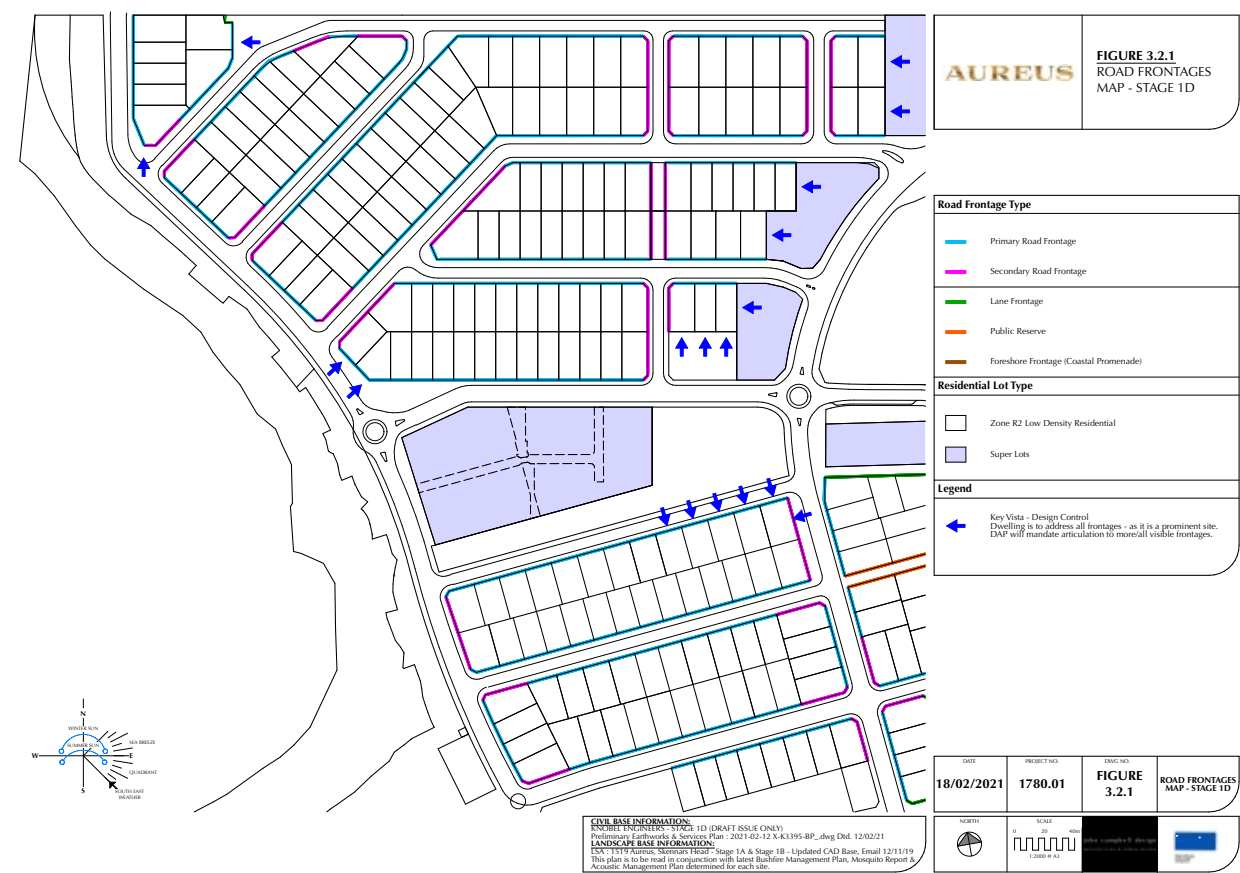 AUREUS
FIGURE 3.2.1
ROAD FRONTAGES
MAP - STAGE 1D
Road Frontage Type
Primary Road Frontage
Secondary Road Frontage
Lane Frontage
Public Reserve
Foreshore Frontage (Coastal Promenade)
Residential Lot Type
Zone R2 Low Density Residential
Super Lots
Legend
Key Vista - Design Control
Dwelling is to address all frontages - as it is a prominent site.
DAP will mandate articulation to more/all visible frontages.
N
WINTER SUN
SUMMER SUN
SEA BREEZE
W
E
QUADRANT
S
SOUTH EAST
WEATHER
DATE
18/02/2021
PROJECT NO.
1780.01
DWG NO:
FIGURE
3.2.1
ROAD FRONTAGES
MAP - STAGE 1D
NORTH
SCALE
0 20 40m
1:2000 @ A3
CIVIL BASE INFORMATION:
KNOBEL ENGINEERS - STAGE 1D (DRAFT ISSUE ONLY)
Preliminary Earthworks & Services Plan : 2021-02-12 X-K3395-BP_.dwg Dtd. 12/02/21
LANDSCAPE BASE INFORMATION:
LSA : 1519 Aureus, Skennars Head - Stage 1A & Stage 1B - Updated CAD Base, Email 12/11/19
This plan is to be read in conjunction with latest Bushfire Management Plan, Mosquito Report &
Acoustic Management Plan determined for each site.